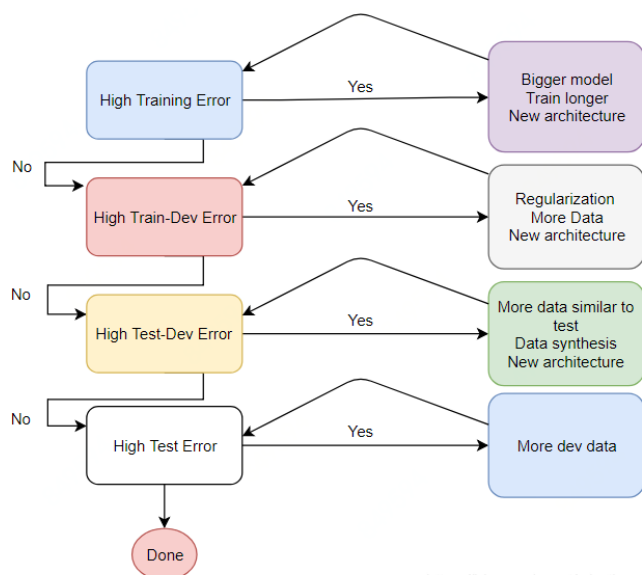 High Training Error
Yes
Bigger model
Train longer
New architecture
No
High Train-Dev Error
Yes
Regularization
More Data
New architecture
No
High Test-Dev Error
Yes
More data similar to
test
Data synthesis
New architecture
No
High Test Error
Yes
More dev data
Done